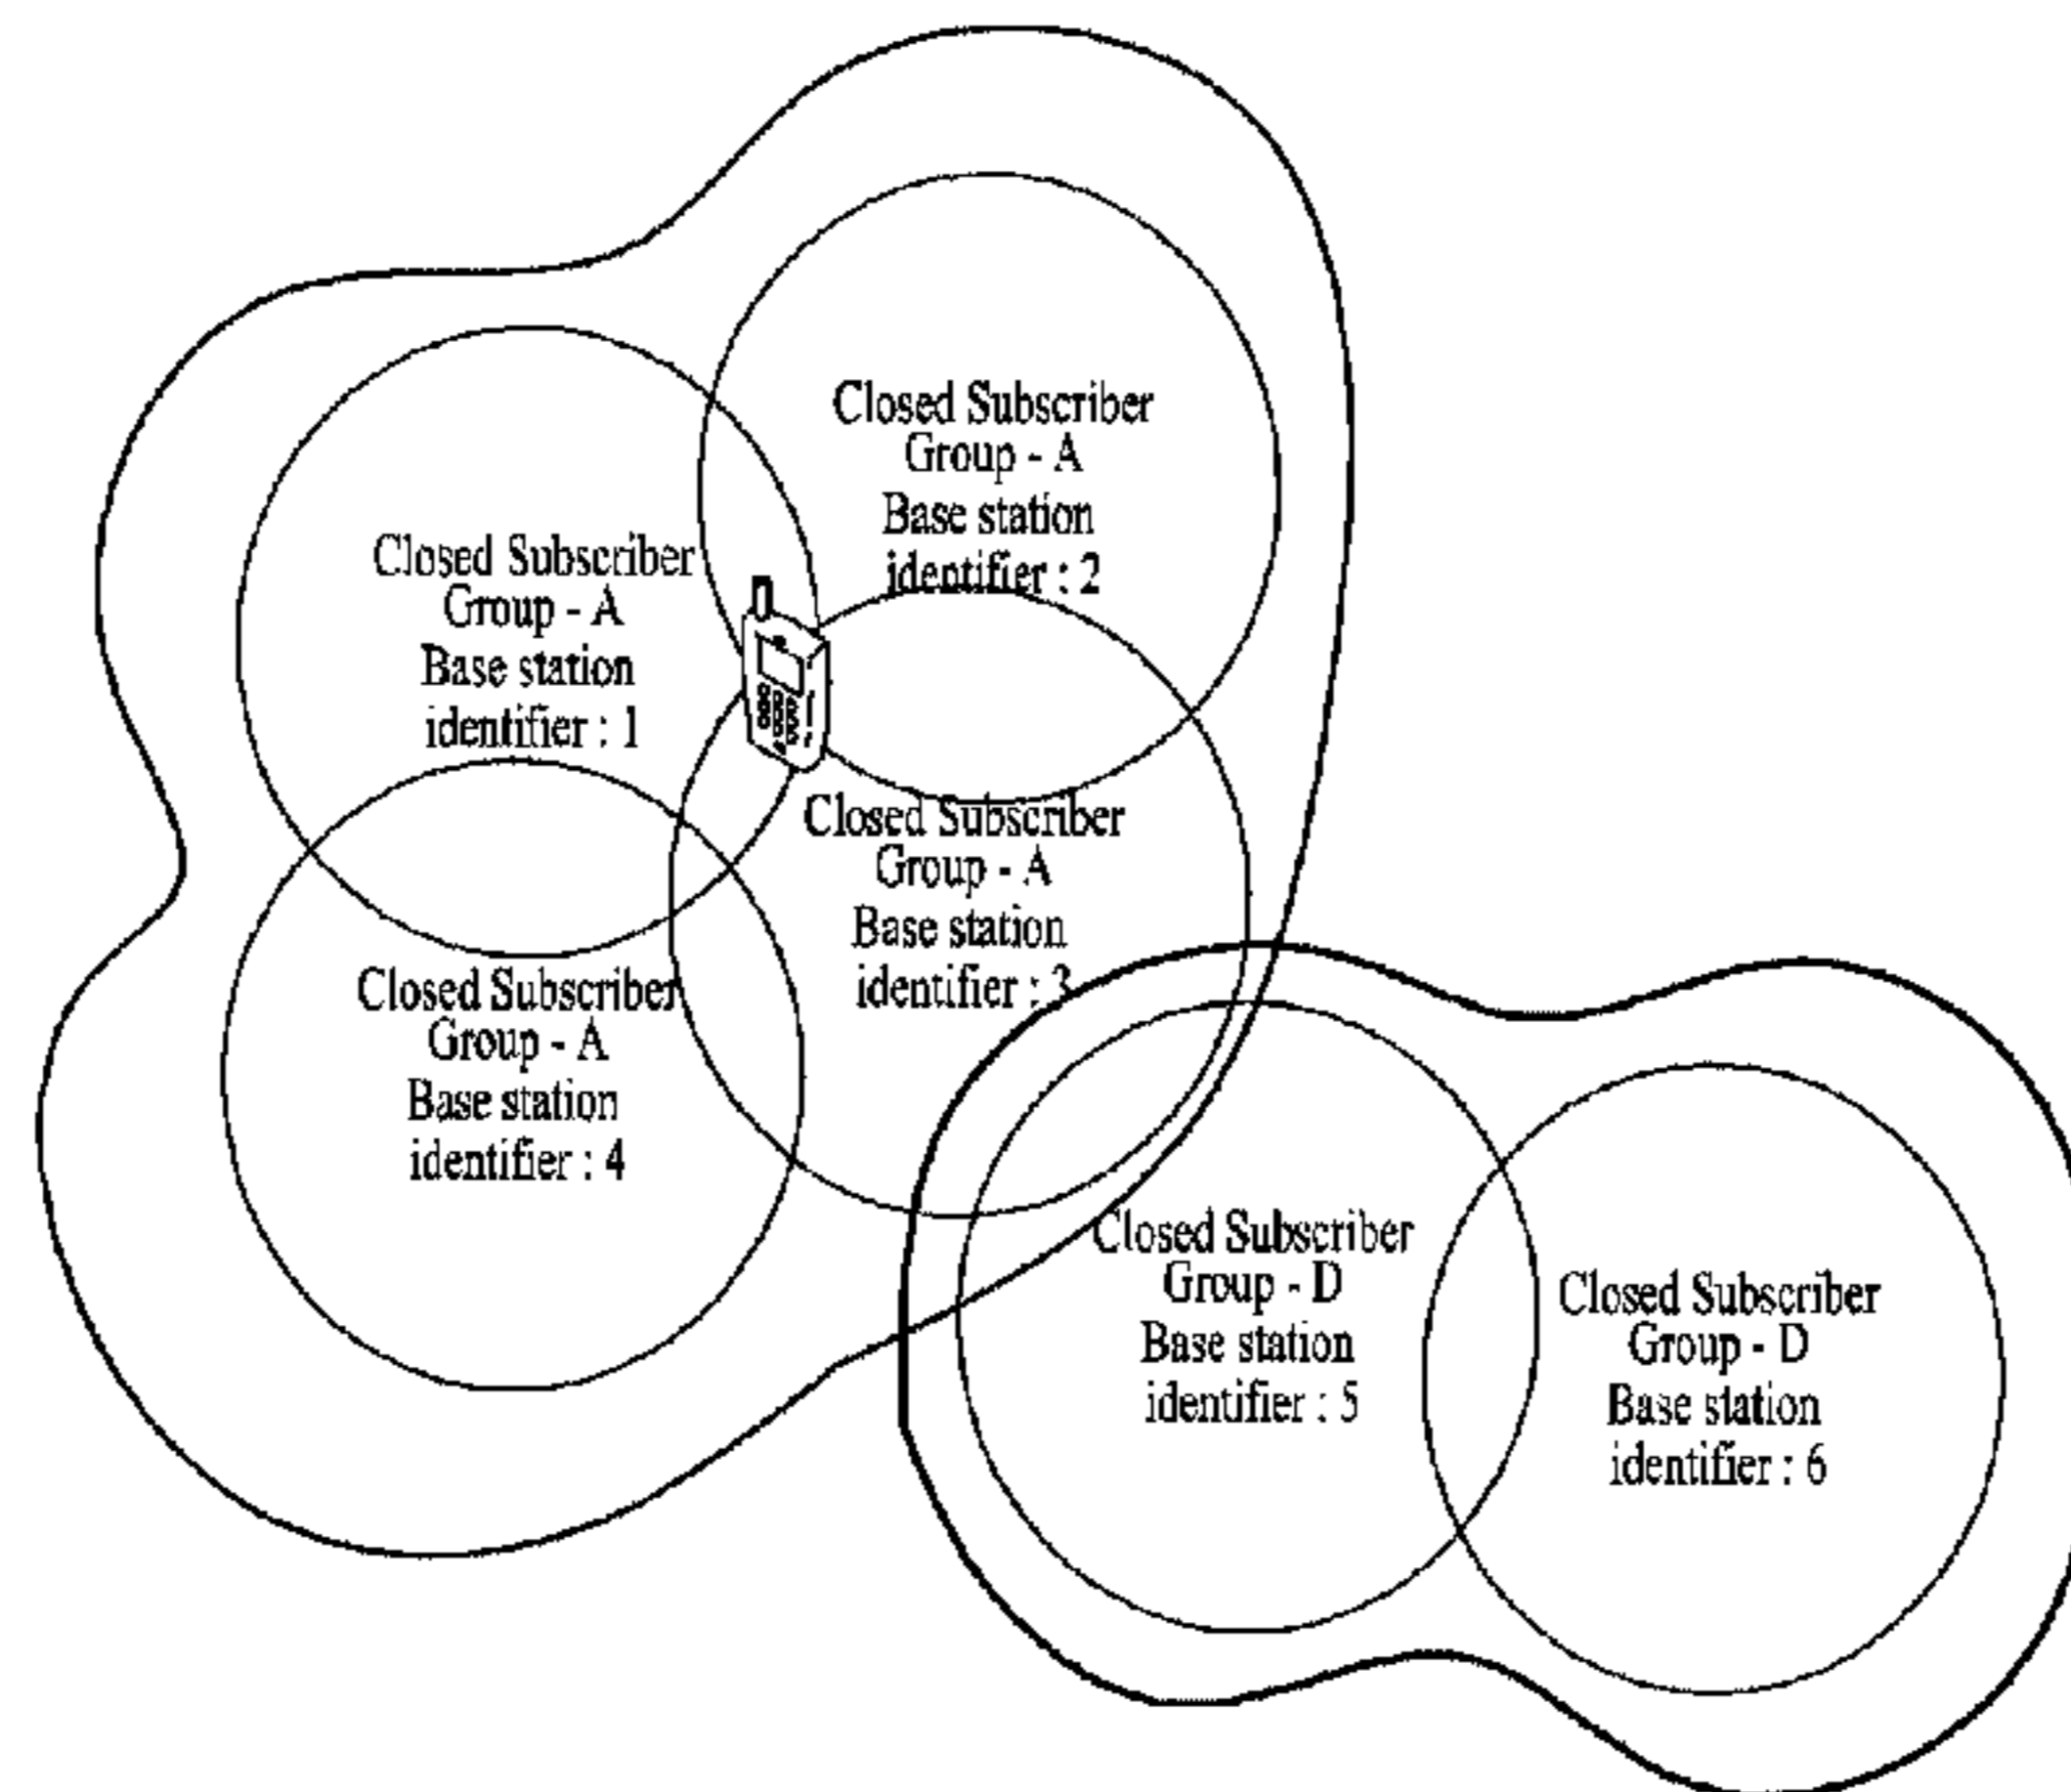 Closed Subscriber
Group - A
Base station
identifier : 2
Closed Subscriber
Group - A
Base station
identifier : 1
Closed Subscriber
Group - A
Base station
identifier : 3
Closed Subscriber
Group - A
Base station
identifier : 4
Closed Subscriber
Group - D
Base station
identifier : 5
Closed Subscriber
Group - D
Base station
identifier : 6